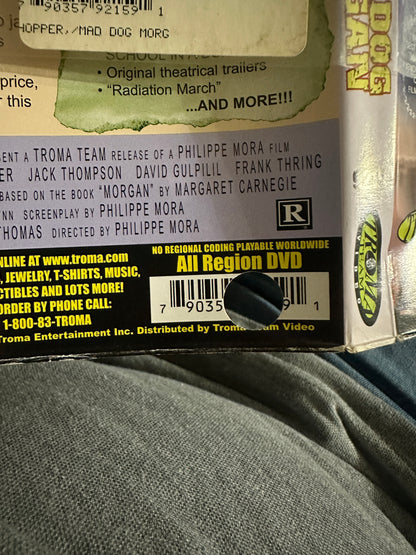 7 90357 92159 1
HOPPER,/MAD DOG MORG
price,
r this
• Original theatrical trailers
• "Radiation March"
...AND MORE!!!
DOG
ENT A TROMA TEAM RELEASE OF A PHILIPPE MORA FILM
ER JACK THOMPSON DAVID GULPILIL FRANK THRING
BASED ON THE BOOK "MORGAN" BY MARGARET CARNEGIE
NN SCREENPLAY BY PHILIPPE MORA
THOMAS DIRECTED BY PHILIPPE MORA
R
ONLINE AT www.troma.com
, JEWELRY, T-SHIRTS, MUSIC,
CTIBLES AND LOTS MORE!
ORDER BY PHONE CALL:
1-800-83-TROMA
NO REGIONAL CODING PLAYABLE WORLDWIDE
All Region DVD
7 9035 9 1
Troma Entertainment Inc. Distributed by Troma Team Video
TROMA